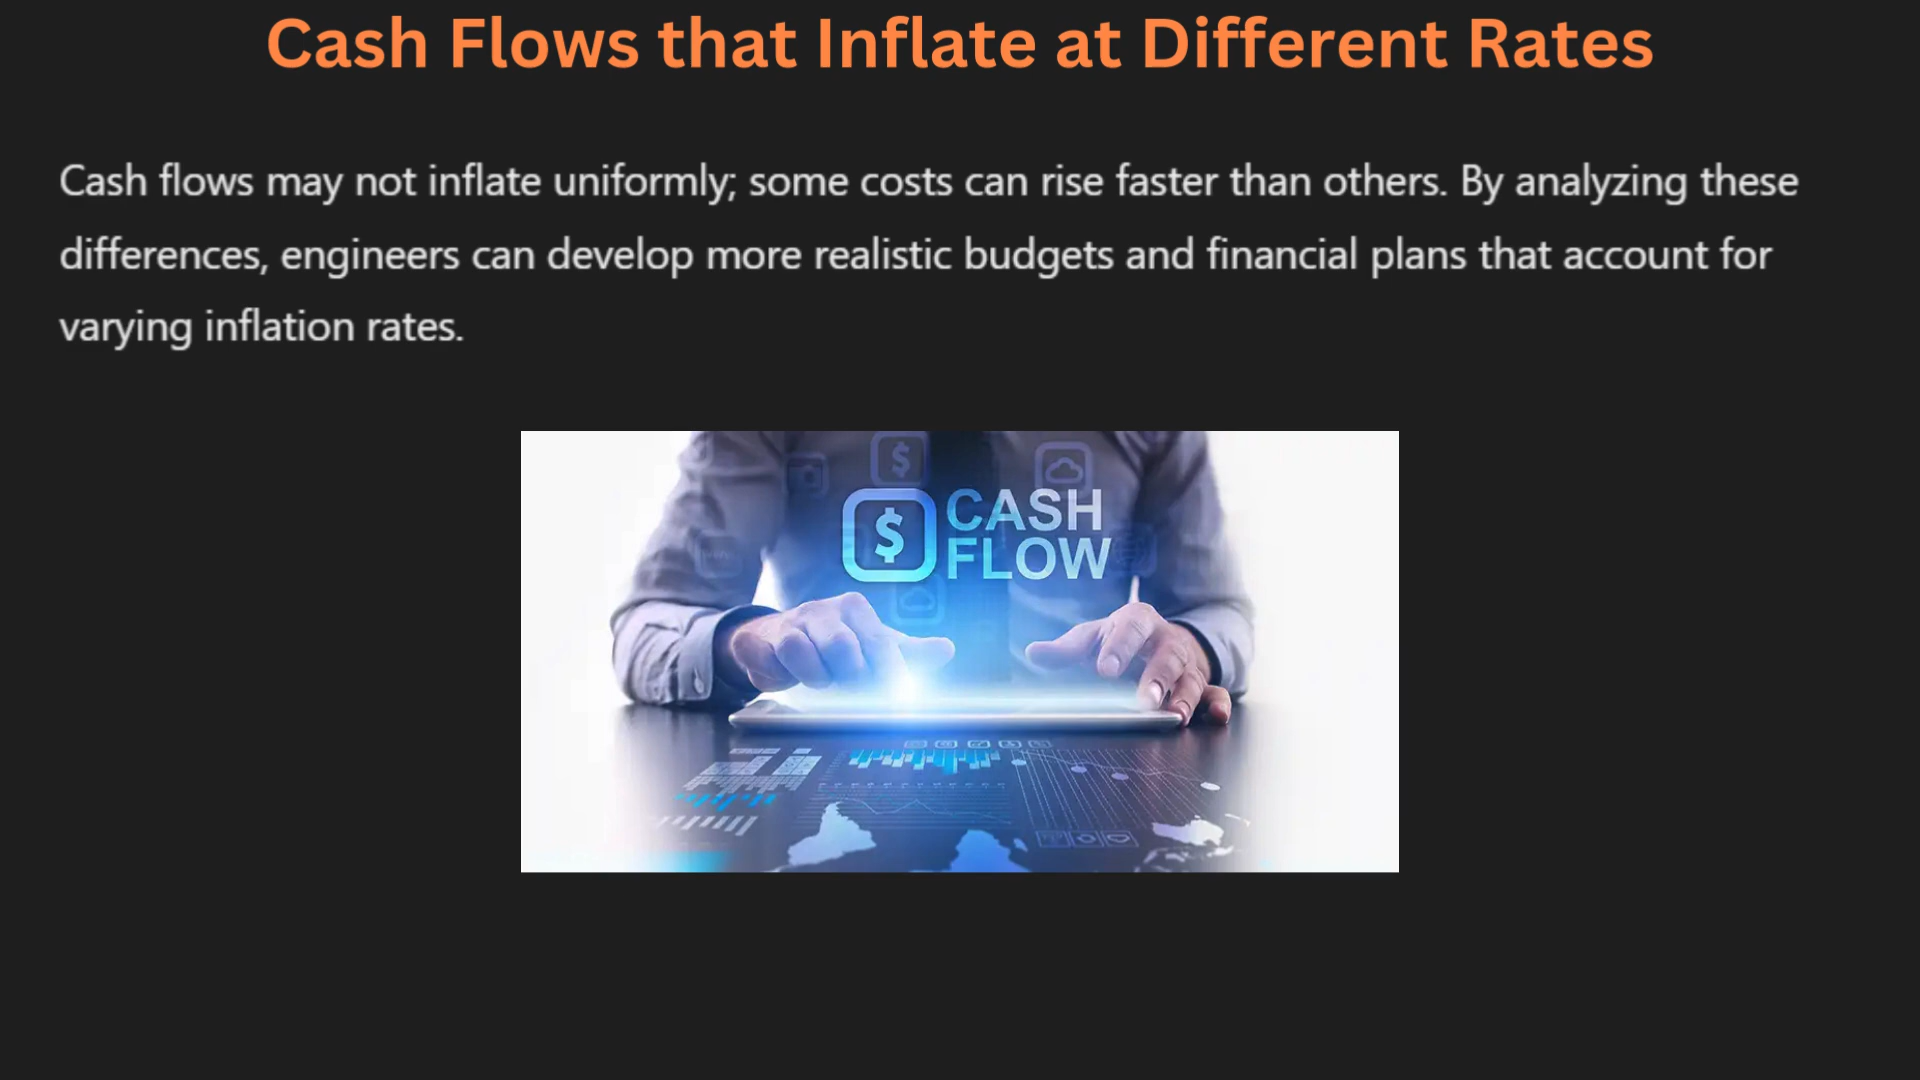 Cash Flows that Inflate at Different Rates
Cash flows may not inflate uniformly; some costs can rise faster than others. By analyzing these
differences, engineers can develop more realistic budgets and financial plans that account for
varying inflation rates.
$
$ CASH
FLOW